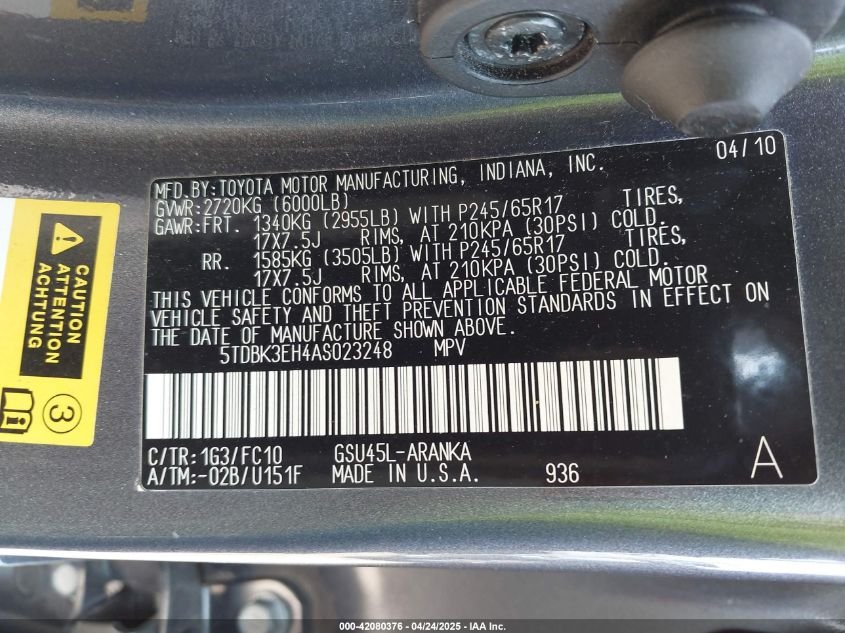 04/10
MFD.BY:TOYOTA MOTOR MANUFACTURING, INDIANA, INC.
GVWR:2720KG (6000LB)
GAWR:FRT. 1340KG (2955LB) WITH P245/65R17 TIRES,
17X7.5J RIMS, AT 210KPA (30PSI) COLD.
RR. 1585KG (3505LB) WITH P245/65R17 TIRES,
17X7.5J RIMS, AT 210KPA (30PSI) COLD.
THIS VEHICLE CONFORMS TO ALL APPLICABLE FEDERAL MOTOR
VEHICLE SAFETY AND THEFT PREVENTION STANDARDS IN EFFECT ON
THE DATE OF MANUFACTURE SHOWN ABOVE.
5TDBK3EH4AS023248 MPV
C/TR:1G3/FC10 GSU45L-ARANKA
A/TM:-02B/U151F MADE IN U.S.A. 936 A
CAUTION
ATTENTION
ACHTUNG
3
000-42080376 - 04/24/2025 - IAA Inc.